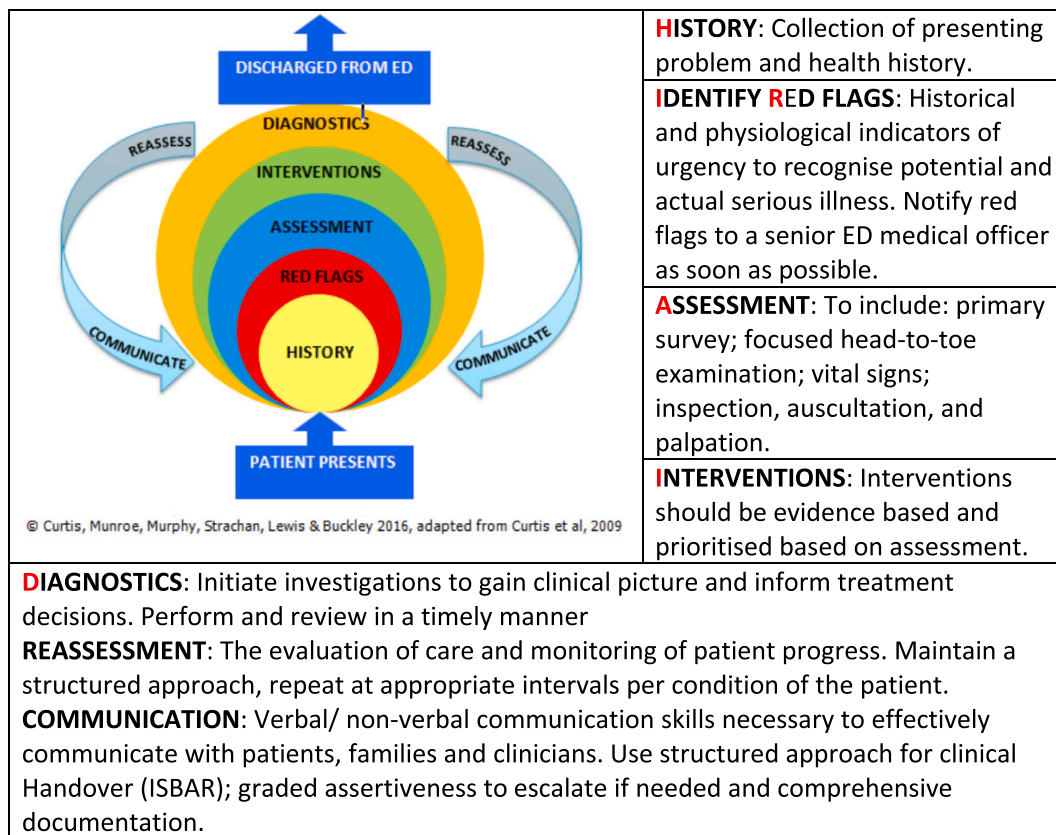 DISCHARGED FROM ED
DIAGNOSTICS
REASSESS
REASSESS
INTERVENTIONS
ASSESSMENT
RED FLAGS
HISTORY
COMMUNICATE
COMMUNICATE
PATIENT PRESENTS
© Curtis, Munroe, Murphy, Strachan, Lewis & Buckley 2016, adapted from Curtis et al, 2009
HISTORY: Collection of presenting
problem and health history.
IDENTIFY RED FLAGS: Historical
and physiological indicators of
urgency to recognise potential and
actual serious illness. Notify red
flags to a senior ED medical officer
as soon as possible.
ASSESSMENT: To include: primary
survey; focused head-to-toe
examination; vital signs;
inspection, auscultation, and
palpation.
INTERVENTIONS: Interventions
should be evidence based and
prioritised based on assessment.
DIAGNOSTICS: Initiate investigations to gain clinical picture and inform treatment
decisions. Perform and review in a timely manner
REASSESSMENT: The evaluation of care and monitoring of patient progress. Maintain a
structured approach, repeat at appropriate intervals per condition of the patient.
COMMUNICATION: Verbal/ non-verbal communication skills necessary to effectively
communicate with patients, families and clinicians. Use structured approach for clinical
Handover (ISBAR); graded assertiveness to escalate if needed and comprehensive
documentation.